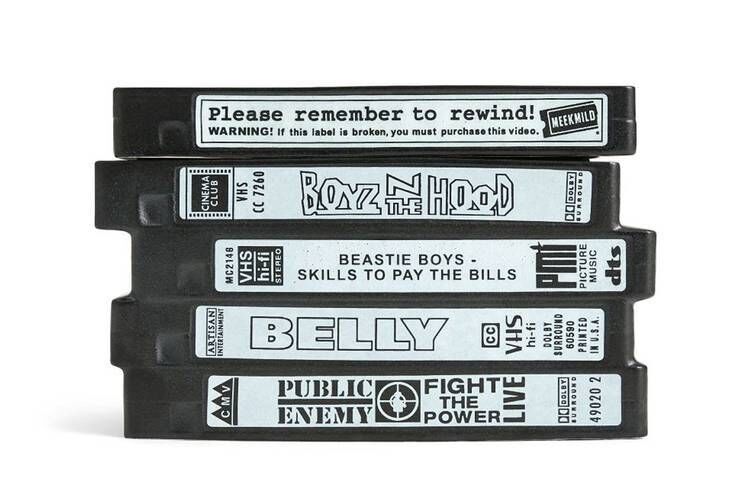 Please remember to rewind!
WARNING! If this label is broken, you must purchase this video.
MEEKMILD
CINEMA
CLUB
VHS
CC 7260
BOYZ N THE HOOD
DOLBY
SURROUND
MC2148
VHS
hi-fi
STEREO
BEASTIE BOYS -
SKILLS TO PAY THE BILLS
pmi
PICTURE
MUSIC
dts
ARTISAN
ENTERTAINMENT
BELLY
CC
VHS
hi-fi
DOLBY
SURROUND
60590
PRINTED
IN U.S.A.
CMV
PUBLIC
ENEMY
FIGHT
THE
POWER
LIVE
DOLBY
SURROUND
49020 2